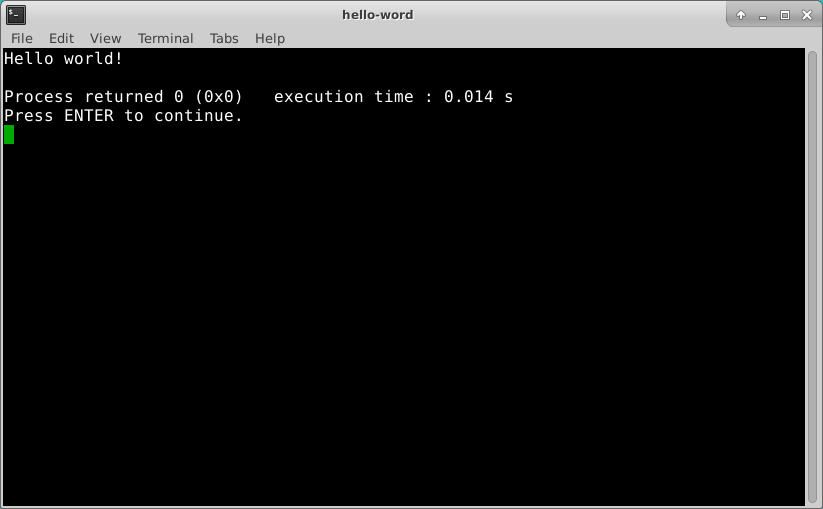 hello-word
File Edit View Terminal Tabs Help
Hello world!
Process returned 0 (0x0)   execution time : 0.014 s
Press ENTER to continue.